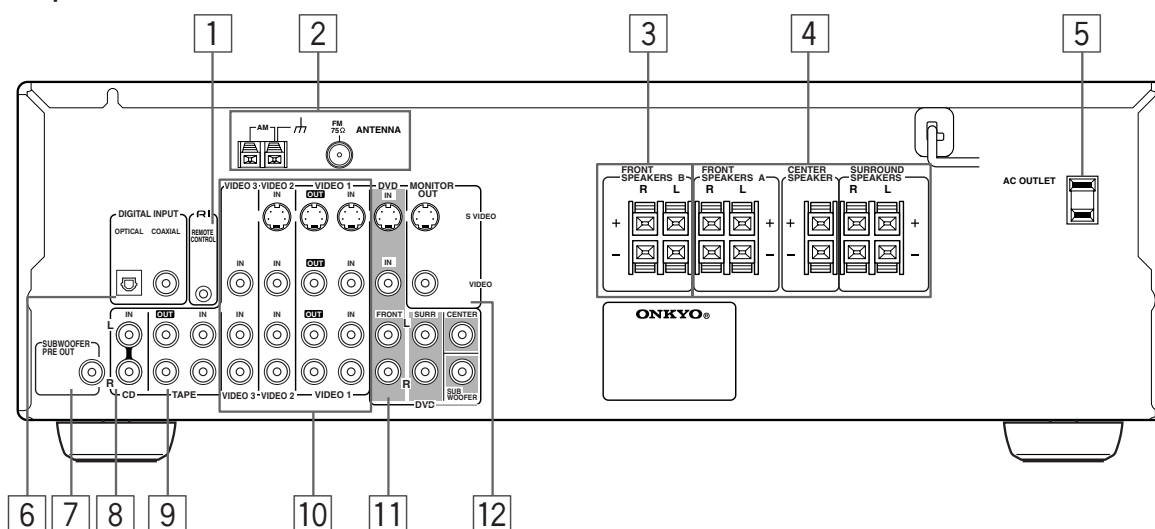 1 2 3 4 5
AM FM 75Ω ANTENNA
FRONT SPEAKERS B R L
FRONT SPEAKERS A R L
CENTER SPEAKER
SURROUND SPEAKERS R L
AC OUTLET
+ + + +
– – – –
VIDEO 3 VIDEO 2 VIDEO 1 DVD MONITOR OUT
IN OUT IN IN
S VIDEO
DIGITAL INPUT
OPTICAL COAXIAL
RI
REMOTE CONTROL
IN IN OUT IN IN
VIDEO
ONKYO®
IN OUT IN IN IN OUT IN FRONT SURR CENTER
L L
SUBWOOFER PRE OUT
R R
SUB WOOFER
CD TAPE VIDEO 3 VIDEO 2 VIDEO 1 DVD
6 7 8 9 10 11 12